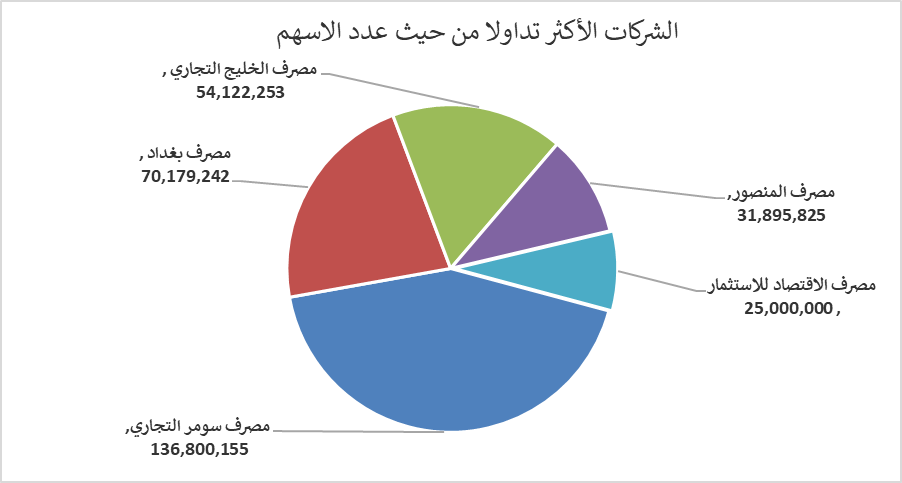 الشركات الأكثر تداولا من حيث عدد الاسهم
مصرف الخليج التجاري ,
54,122,253
مصرف بغداد ,
70,179,242
مصرف المنصور,
31,895,825
مصرف الاقتصاد للاستثمار
25,000,000 ,
مصرف سومر التجاري,
136,800,155